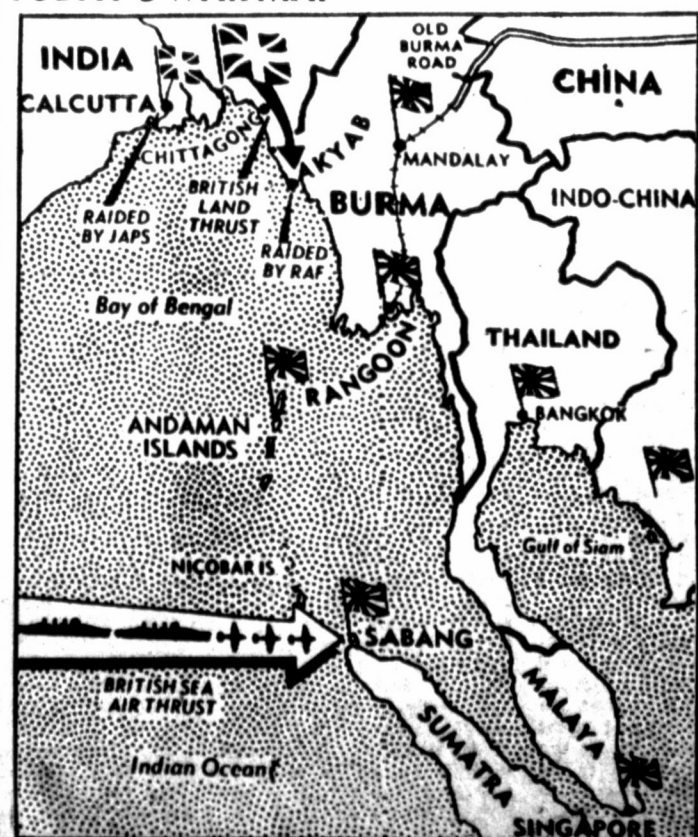 OLD
BURMA
ROAD
INDIA
CHINA
CALCUTTA
CHITTAGONG
AKYAB
MANDALAY
RAIDED
BY JAPS
BRITISH
LAND
THRUST
BURMA
INDO-CHINA
RAIDED
BY RAF
Bay of Bengal
RANGOON
THAILAND
BANGKOK
ANDAMAN
ISLANDS
Gulf of Siam
NICOBAR IS
SABANG
BRITISH SEA
AIR THRUST
MALAYA
SUMATRA
Indian Ocean
SINGAPORE